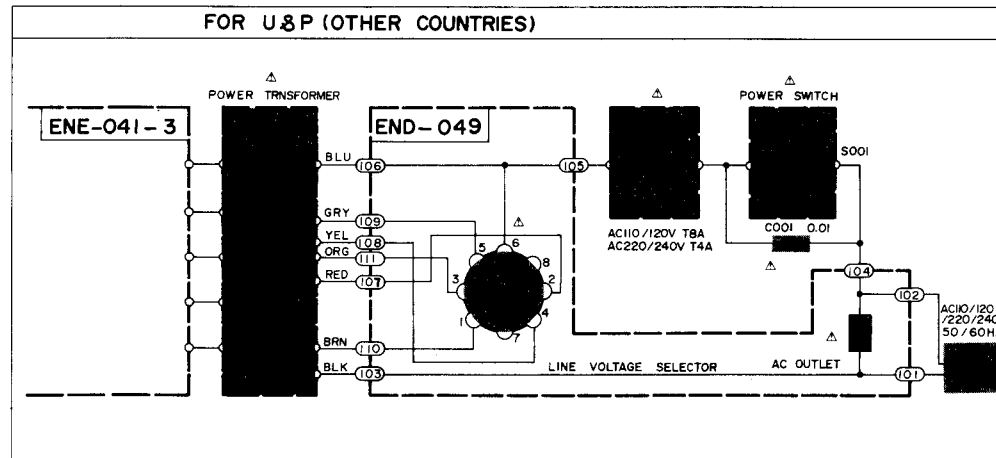 FOR U&P (OTHER COUNTRIES)
POWER TRNSFORMER
POWER SWITCH
ENE-041-3
END-049
BLU
106
105
S001
GRY
109
YEL
108
ORG
111
RED
107
BRN
110
BLK
103
5
6
8
3
2
1
4
7
AC110/120V T8A
AC220/240V T4A
C001 0.01
104
102
AC110/120
/220/240
50/60H
LINE VOLTAGE SELECTOR
AC OUTLET
101